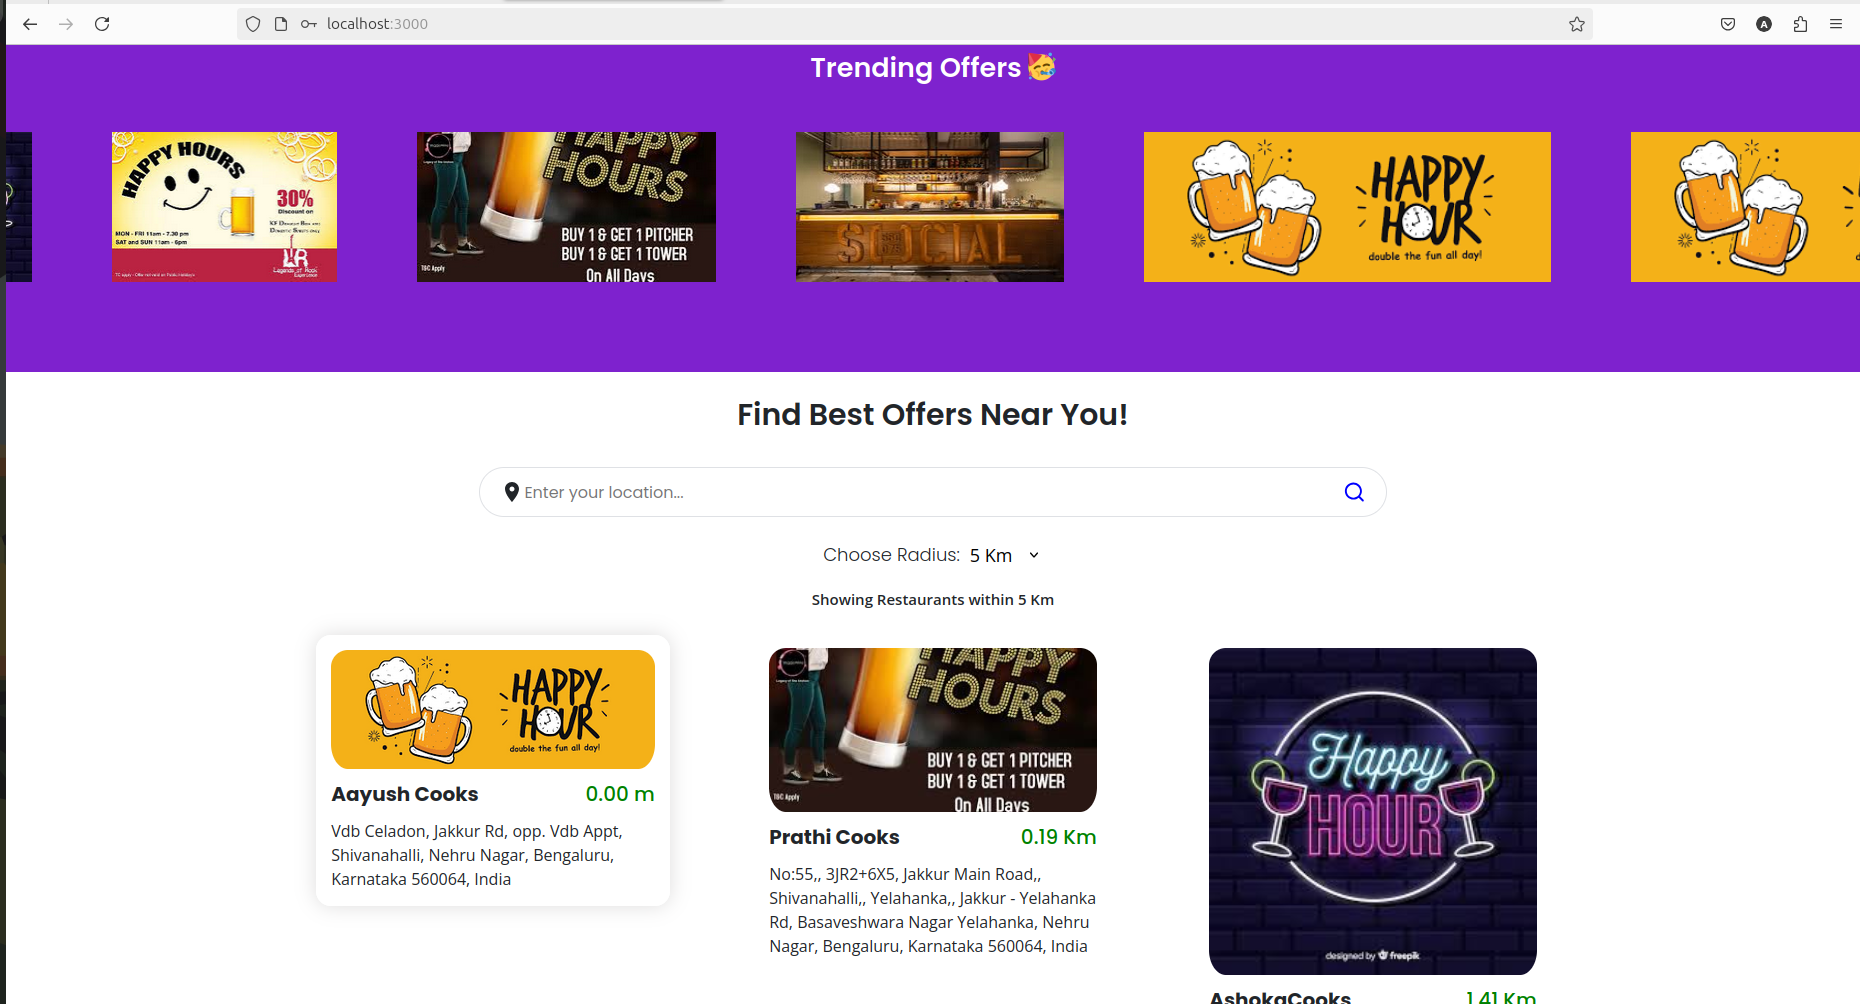 localhost:3000
Trending Offers
HAPPY HOURS
30%
Discount on
MON - FRI 11am - 7.30 pm
SAT and SUN 11am - 6pm
HAPPY
HOURS
BUY 1 & GET 1 PITCHER
BUY 1 & GET 1 TOWER
On All Days
T&C Apply
SOCIAL
HAPPY
HOUR
double the fun all day!
Find Best Offers Near You!
Enter your location...
Choose Radius: 5 Km
Showing Restaurants within 5 Km
HAPPY
HOUR
double the fun all day!
Aayush Cooks 0.00 m
Vdb Celadon, Jakkur Rd, opp. Vdb Appt,
Shivanahalli, Nehru Nagar, Bengaluru,
Karnataka 560064, India
HAPPY
HOURS
BUY 1 & GET 1 PITCHER
BUY 1 & GET 1 TOWER
On All Days
T&C Apply
Prathi Cooks 0.19 Km
No:55,, 3JR2+6X5, Jakkur Main Road,,
Shivanahalli,, Yelahanka,, Jakkur - Yelahanka
Rd, Basaveshwara Nagar Yelahanka, Nehru
Nagar, Bengaluru, Karnataka 560064, India
Happy
HOUR
designed by freepik
AshokaCooks 1.41 Km